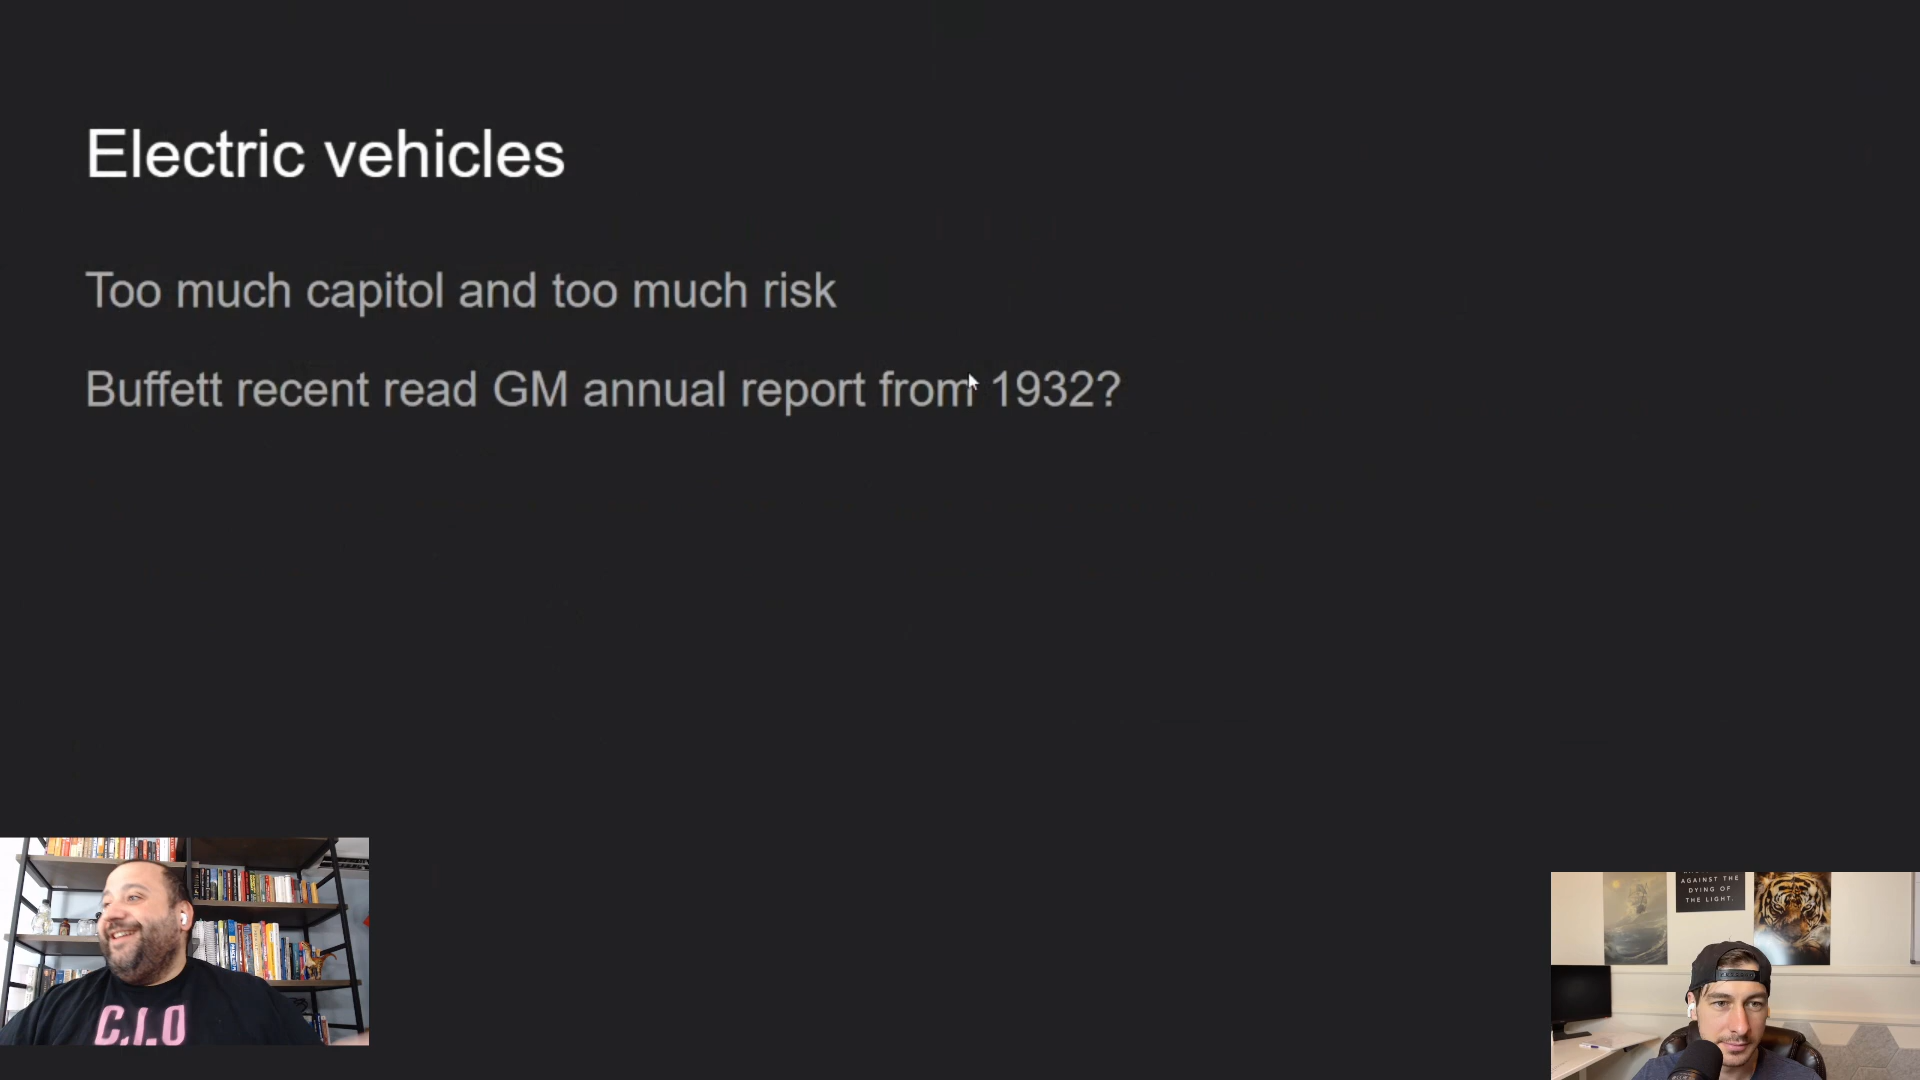 Electric vehicles
Too much capitol and too much risk
Buffett recent read GM annual report from 1932?
C.I.O
AGAINST THE
DYING OF
THE LIGHT.